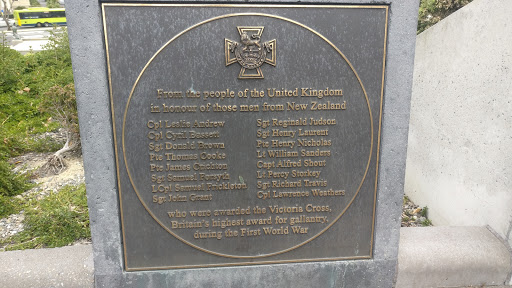 From the people of the United Kingdom
in honour of those men from New Zealand
Cpl Leslie Andrew
Cpl Cyril Bassett
Sgt Donald Brown
Pte Thomas Cooke
Pte James Crichton
Sgt Samuel Forsyth
L Cpl Samuel Frickleton
Sgt John Grant
Sgt Reginald Judson
Sgt Henry Laurent
Pte Henry Nicholas
Lt William Sanders
Capt Alfred Shout
Lt Percy Storkey
Sgt Richard Travis
Cpl Lawrence Weathers
who were awarded the Victoria Cross,
Britain's highest award for gallantry,
during the First World War